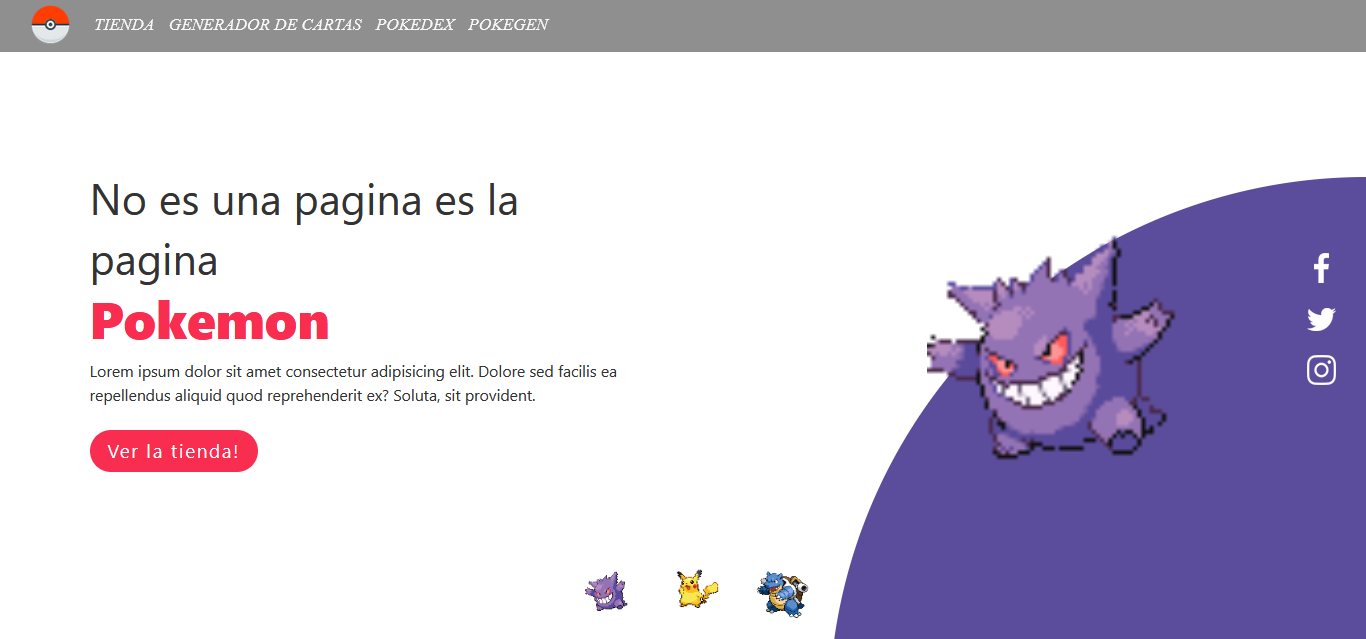 TIENDA GENERADOR DE CARTAS POKEDEX POKEGEN
No es una pagina es la
pagina
Pokemon
Lorem ipsum dolor sit amet consectetur adipisicing elit. Dolore sed facilis ea
repellendus aliquid quod reprehenderit ex? Soluta, sit provident.
Ver la tienda!